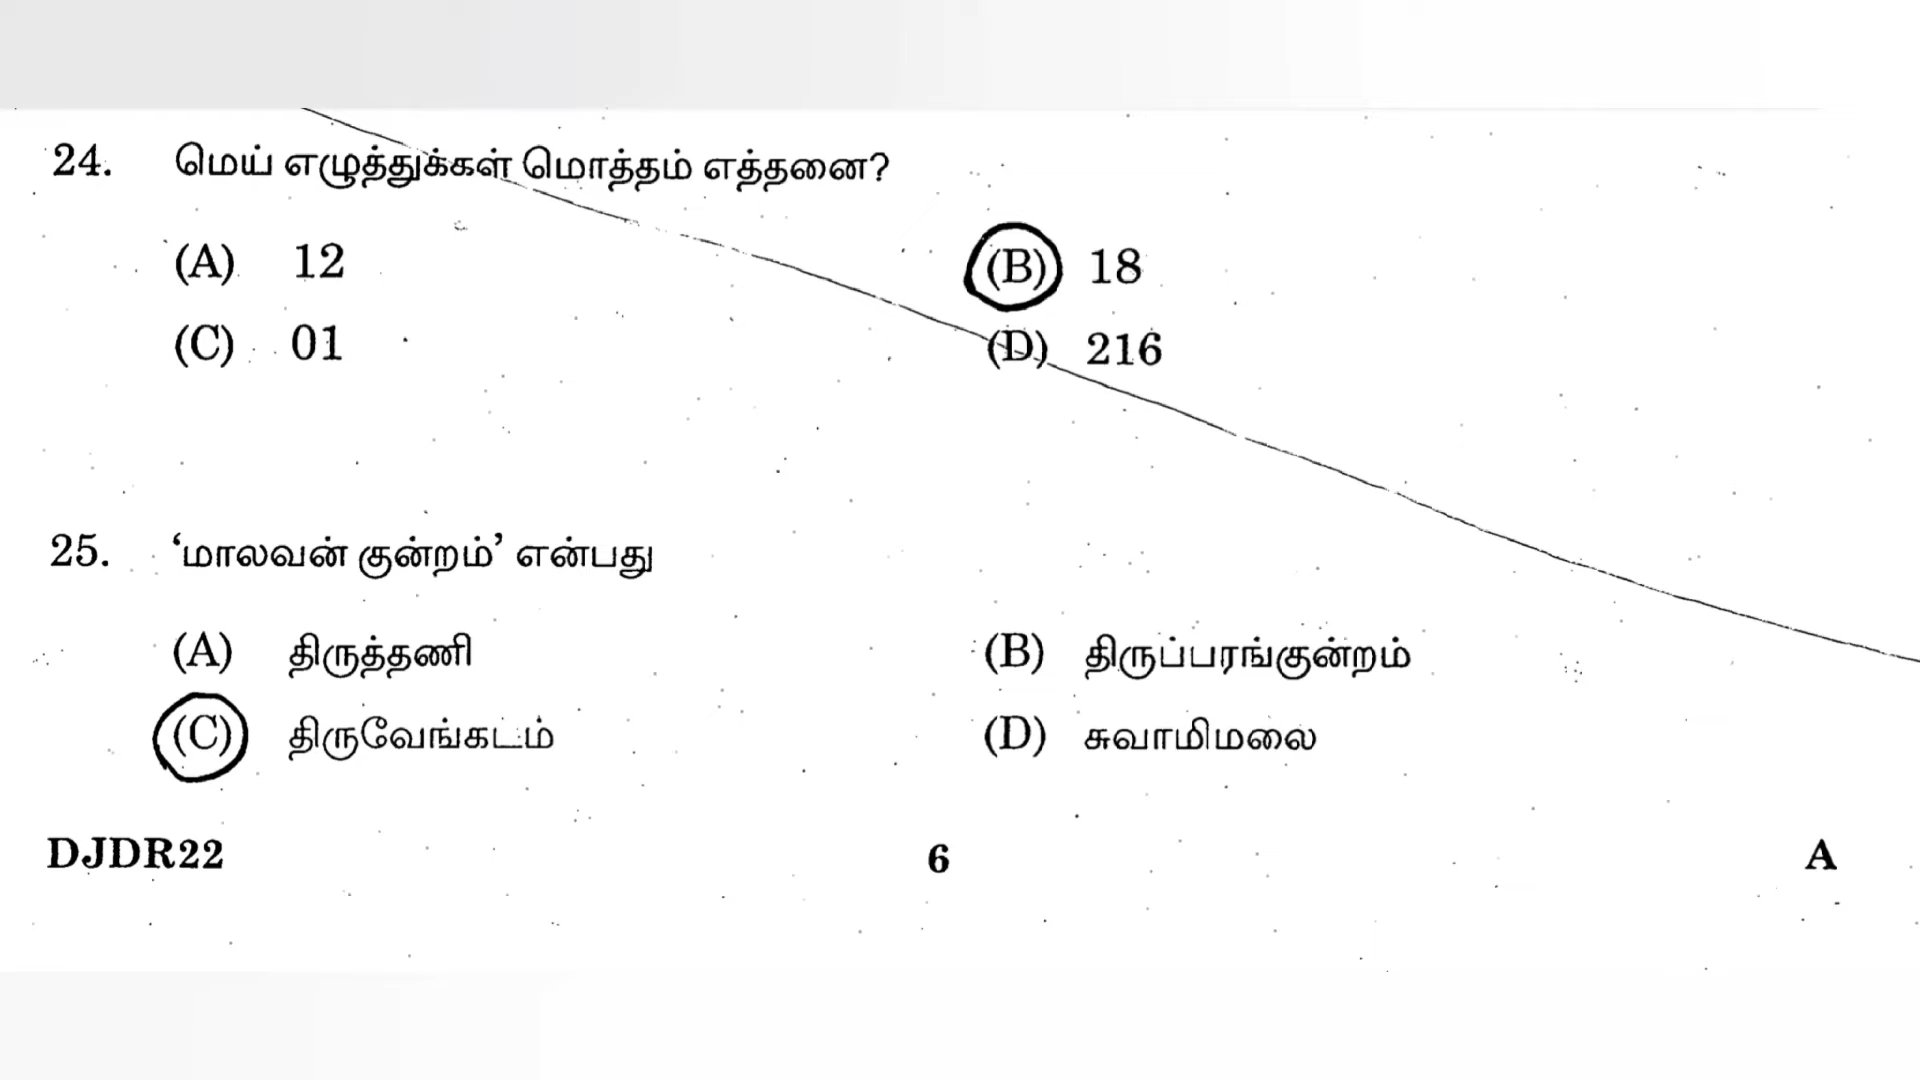 24. மெய் எழுத்துக்கள் மொத்தம் எத்தனை?
(A) 12 (B) 18
(C) 01 (D) 216
25. ‘மாலவன் குன்றம்’ என்பது
(A) திருத்தணி (B) திருப்பரங்குன்றம்
(C) திருவேங்கடம் (D) சுவாமிமலை
DJDR22 6 A